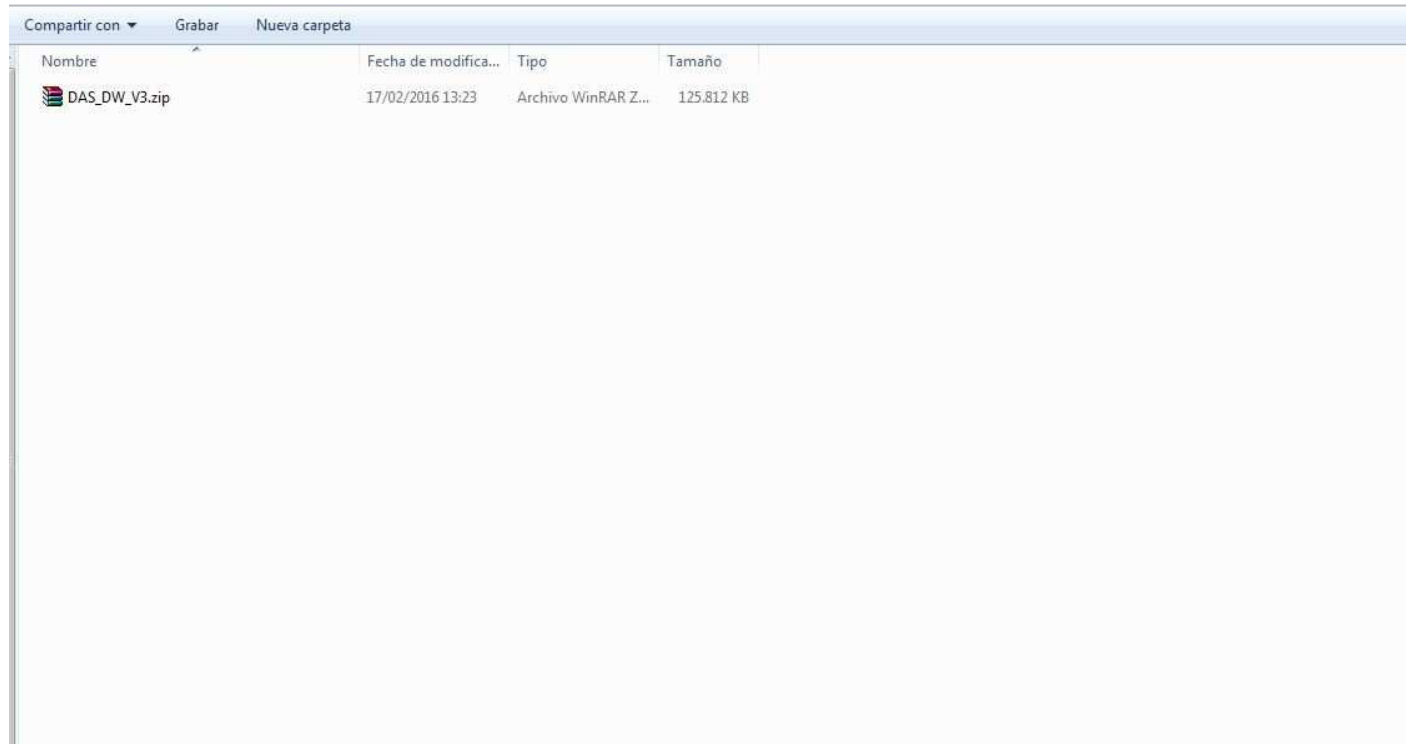 Compartir con Grabar Nueva carpeta
Nombre Fecha de modifica... Tipo Tamaño
DAS_DW_V3.zip 17/02/2016 13:23 Archivo WinRAR Z... 125.812 KB